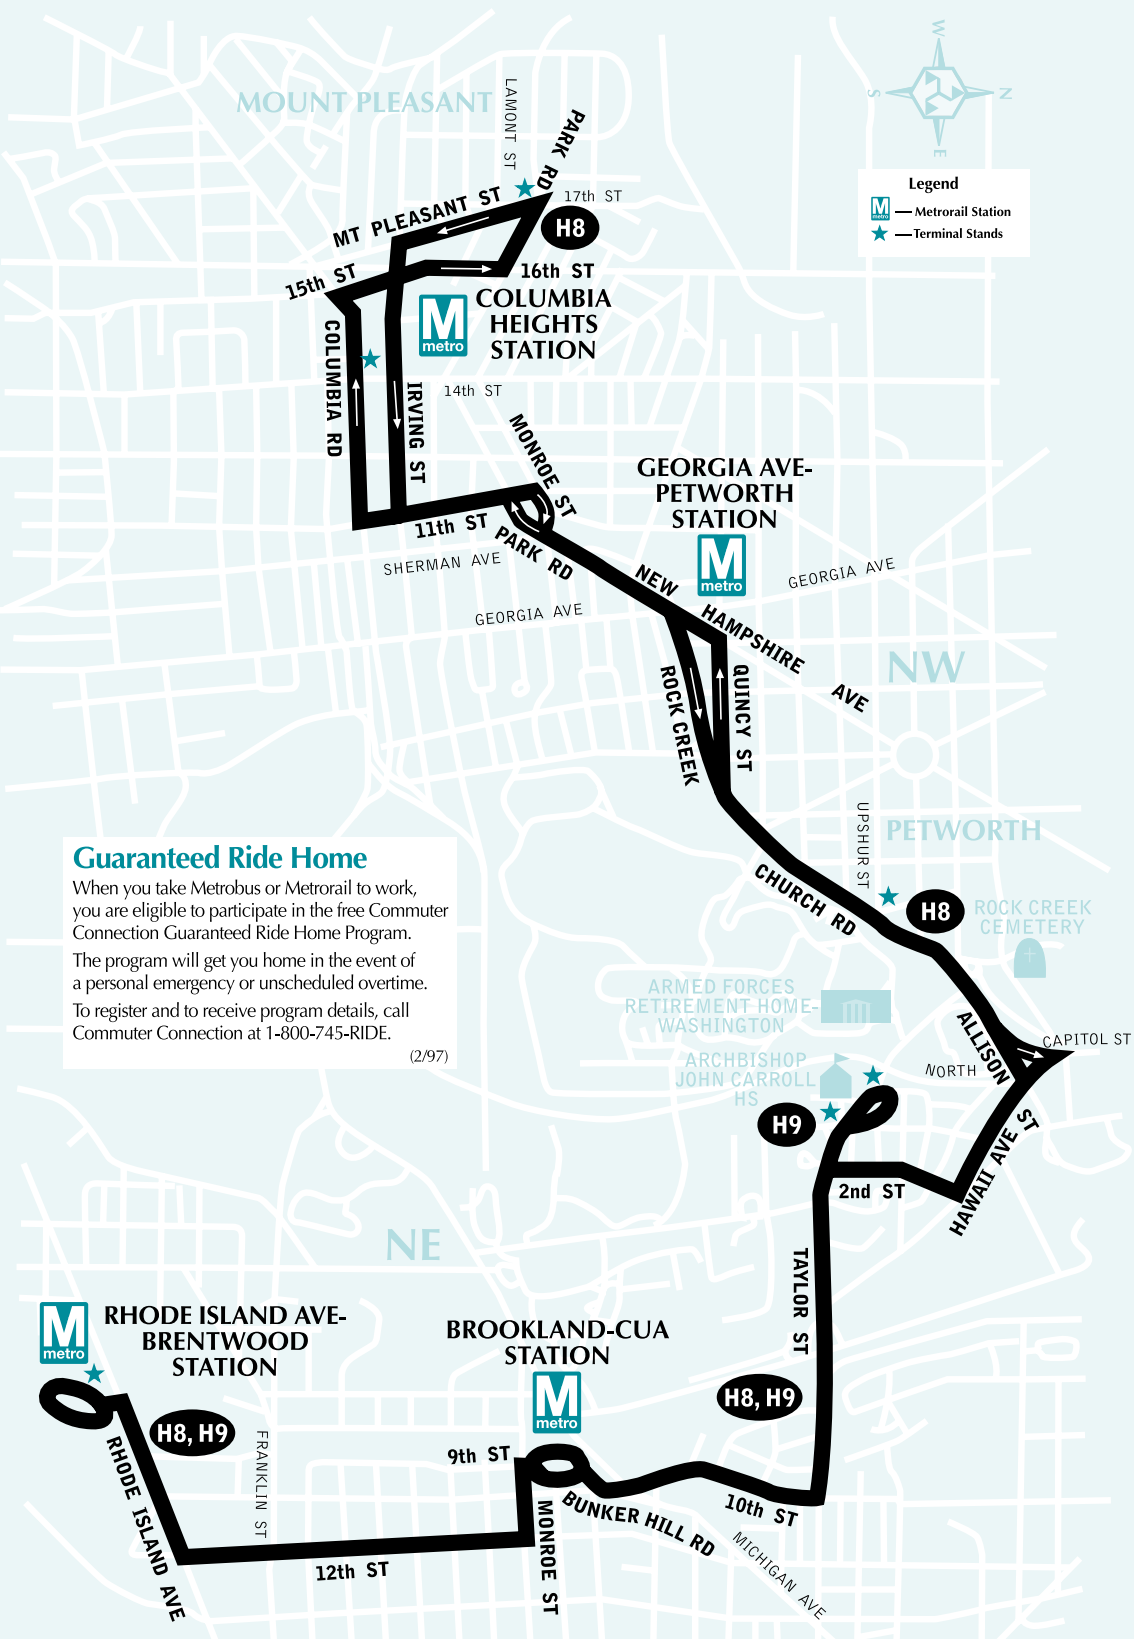 W
S
N
E
MOUNT PLEASANT
LAMONT ST
PARK RD
Legend
M
metro
Metrorail Station
Terminal Stands
MT PLEASANT ST
17th ST
H8
15th ST
16th ST
M
metro
COLUMBIA
HEIGHTS
STATION
COLUMBIA RD
IRVING ST
14th ST
MONROE ST
GEORGIA AVE-
PETWORTH
STATION
M
metro
11th ST
PARK RD
SHERMAN AVE
GEORGIA AVE
GEORGIA AVE
NEW HAMPSHIRE AVE
NW
ROCK CREEK CHURCH RD
QUINCY ST
UPSHUR ST
PETWORTH
H8
ROCK CREEK
CEMETERY
Guaranteed Ride Home
When you take Metrobus or Metrorail to work,
you are eligible to participate in the free Commuter
Connection Guaranteed Ride Home Program.
The program will get you home in the event of
a personal emergency or unscheduled overtime.
To register and to receive program details, call
Commuter Connection at 1-800-745-RIDE.
(2/97)
ARMED FORCES
RETIREMENT HOME-
WASHINGTON
ARCHBISHOP
JOHN CARROLL
HS
ALLISON ST
NORTH CAPITOL ST
H9
2nd ST
HAWAII AVE
NE
TAYLOR ST
M
metro
RHODE ISLAND AVE-
BRENTWOOD
STATION
BROOKLAND-CUA
STATION
M
metro
H8, H9
H8, H9
RHODE ISLAND AVE
FRANKLIN ST
9th ST
MONROE ST
BUNKER HILL RD
10th ST
MICHIGAN AVE
12th ST